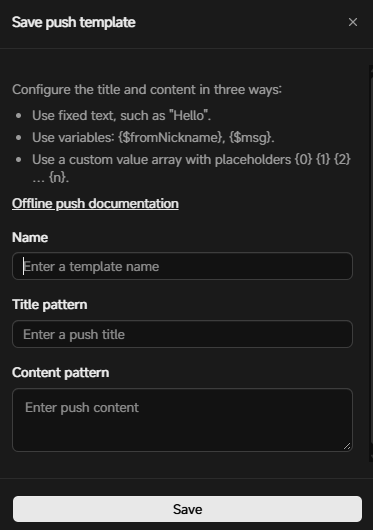 Save push template
Configure the title and content in three ways:
Use fixed text, such as "Hello".
Use variables: {$fromNickname}, {$msg}.
Use a custom value array with placeholders {0} {1} {2}
... {n}.
Offline push documentation
Name
Enter a template name
Title pattern
Enter a push title
Content pattern
Enter push content
Save